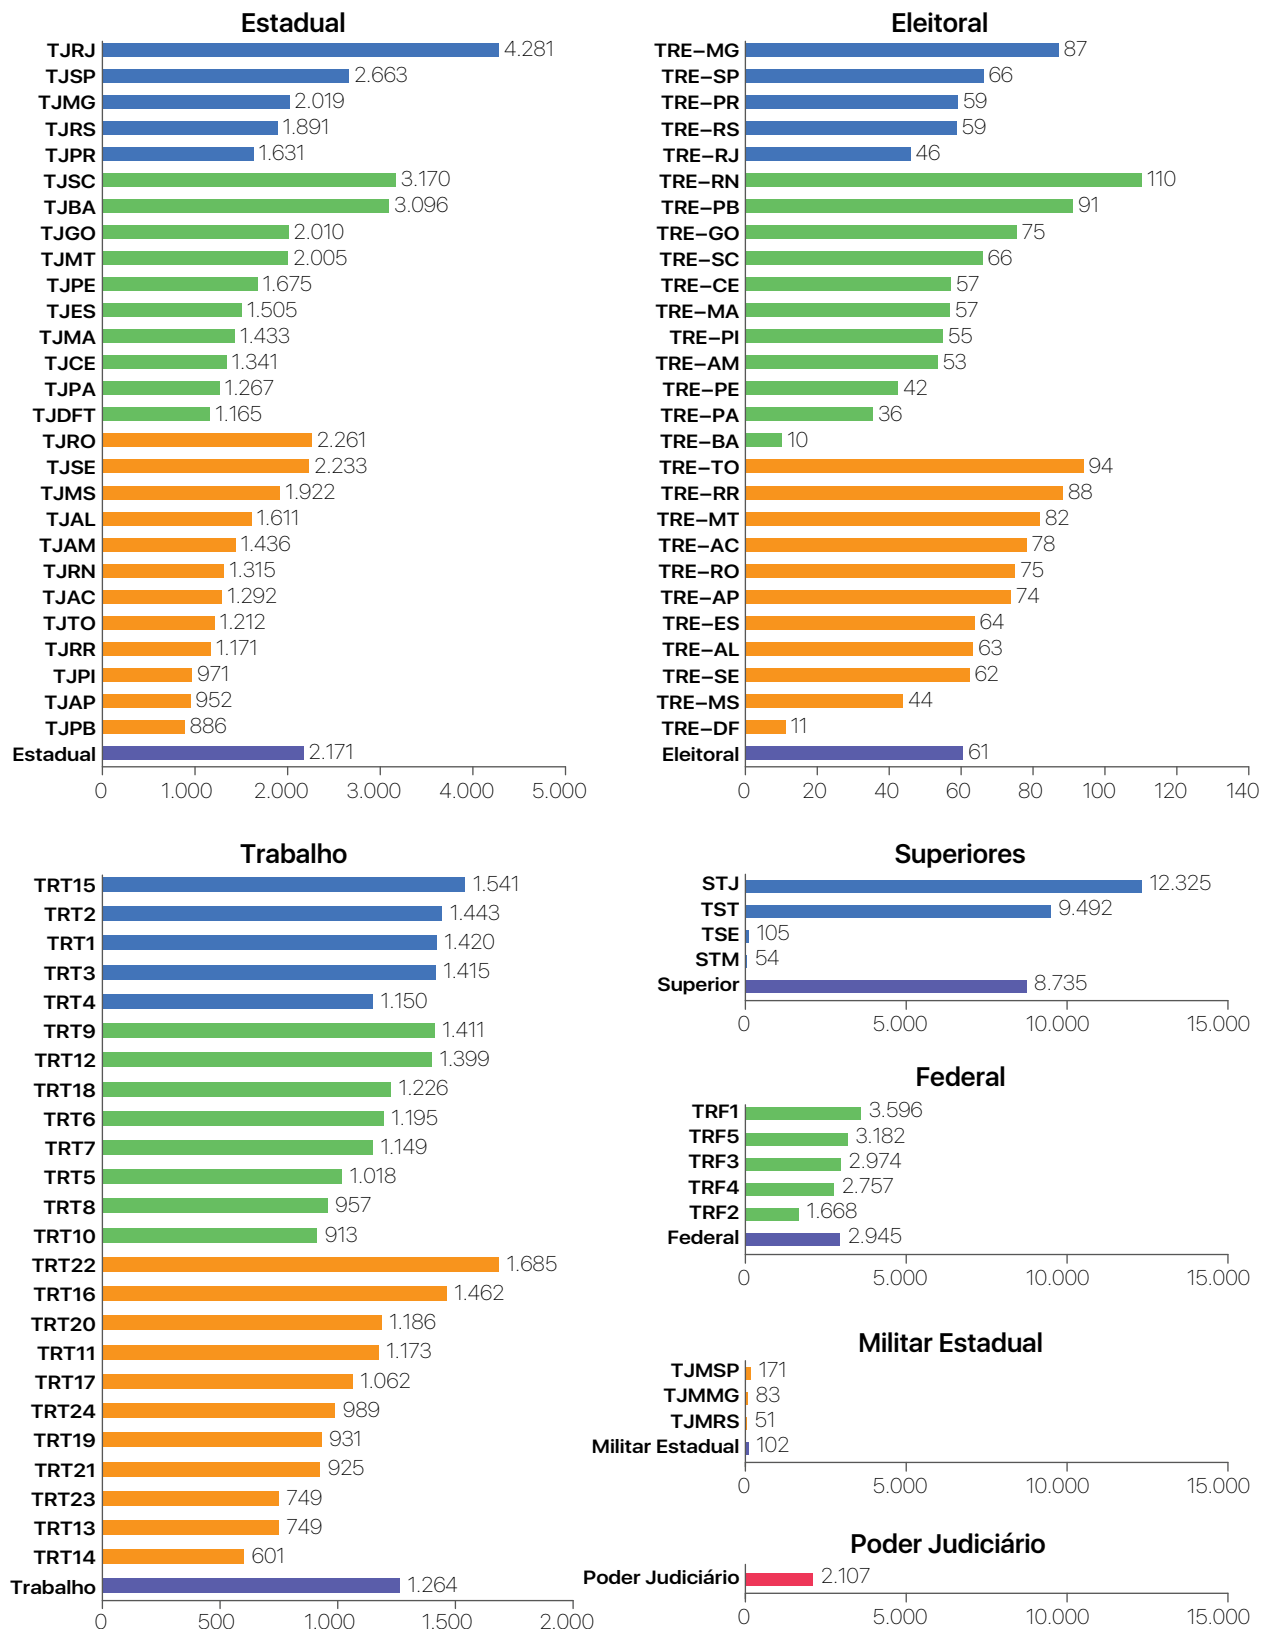 Estadual
TJRJ 4.281
TJSP 2.663
TJMG 2.019
TJRS 1.891
TJPR 1.631
TJSC 3.170
TJBA 3.096
TJGO 2.010
TJMT 2.005
TJPE 1.675
TJES 1.505
TJMA 1.433
TJCE 1.341
TJPA 1.267
TJDFT 1.165
TJRO 2.261
TJSE 2.233
TJMS 1.922
TJAL 1.611
TJAM 1.436
TJRN 1.315
TJAC 1.292
TJTO 1.212
TJRR 1.171
TJPI 971
TJAP 952
TJPB 886
Estadual 2.171
0 1.000 2.000 3.000 4.000 5.000
Eleitoral
TRE–MG 87
TRE–SP 66
TRE–PR 59
TRE–RS 59
TRE–RJ 46
TRE–RN 110
TRE–PB 91
TRE–GO 75
TRE–SC 66
TRE–CE 57
TRE–MA 57
TRE–PI 55
TRE–AM 53
TRE–PE 42
TRE–PA 36
TRE–BA 10
TRE–TO 94
TRE–RR 88
TRE–MT 82
TRE–AC 78
TRE–RO 75
TRE–AP 74
TRE–ES 64
TRE–AL 63
TRE–SE 62
TRE–MS 44
TRE–DF 11
Eleitoral 61
0 20 40 60 80 100 120 140
Trabalho
TRT15 1.541
TRT2 1.443
TRT1 1.420
TRT3 1.415
TRT4 1.150
TRT9 1.411
TRT12 1.399
TRT18 1.226
TRT6 1.195
TRT7 1.149
TRT5 1.018
TRT8 957
TRT10 913
TRT22 1.685
TRT16 1.462
TRT20 1.186
TRT11 1.173
TRT17 1.062
TRT24 989
TRT19 931
TRT21 925
TRT23 749
TRT13 749
TRT14 601
Trabalho 1.264
0 500 1.000 1.500 2.000
Superiores
STJ 12.325
TST 9.492
TSE 105
STM 54
Superior 8.735
0 5.000 10.000 15.000
Federal
TRF1 3.596
TRF5 3.182
TRF3 2.974
TRF4 2.757
TRF2 1.668
Federal 2.945
0 5.000 10.000 15.000
Militar Estadual
TJMSP 171
TJMMG 83
TJMRS 51
Militar Estadual 102
0 5.000 10.000 15.000
Poder Judiciário
Poder Judiciário 2.107
0 5.000 10.000 15.000